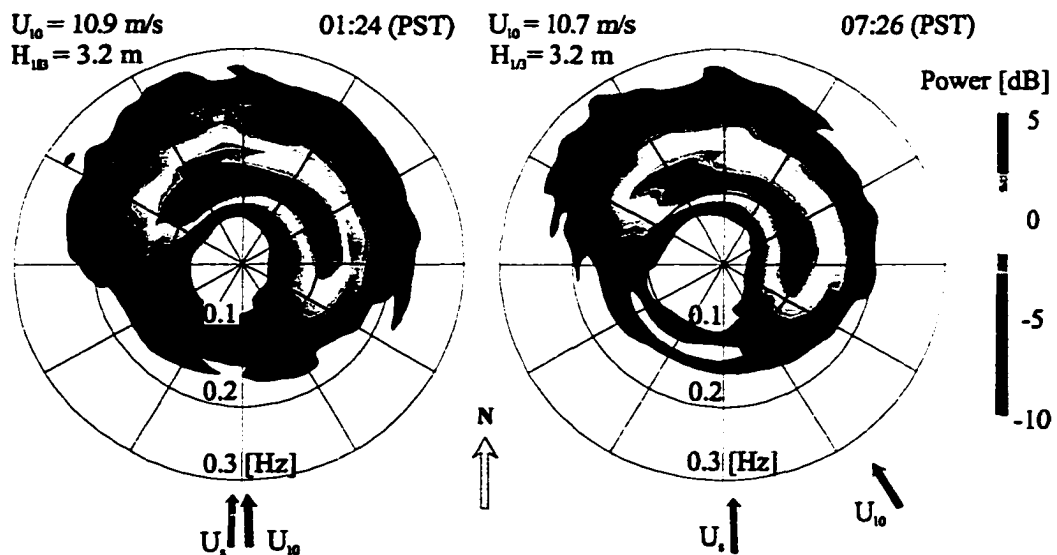 U₁₀ = 10.9 m/s
01:24 (PST)
H₁/₃ = 3.2 m
U₁₀ = 10.7 m/s
07:26 (PST)
H₁/₃ = 3.2 m
Power [dB]
5
0
-5
-10
0.1
0.2
0.3 [Hz]
0.1
0.2
0.3 [Hz]
N
Uₛ
U₁₀
Uₛ
U₁₀